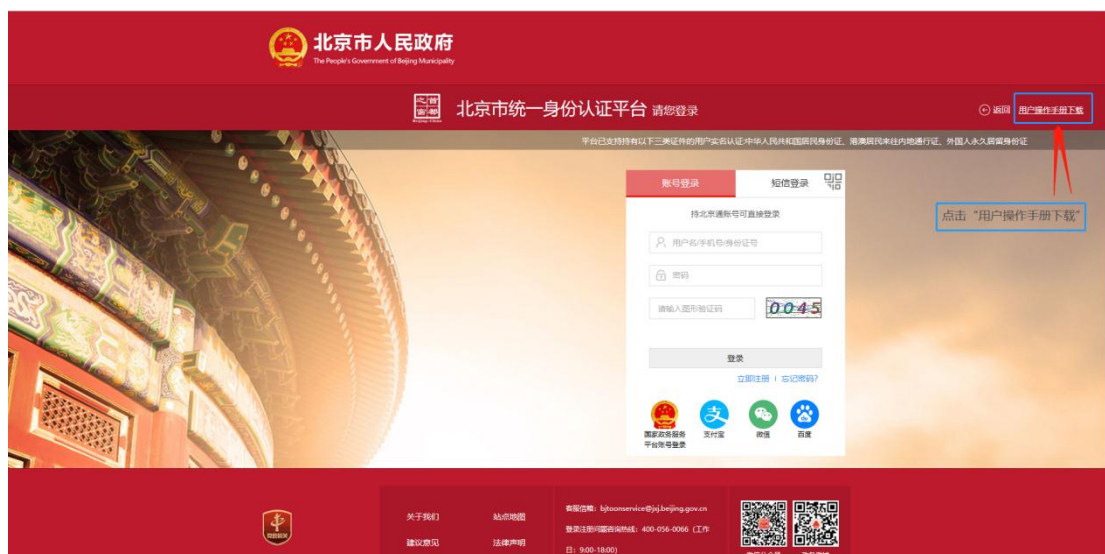 北京市人民政府
The People's Government of Beijing Municipality
首都之窗
北京市统一身份认证平台 请您登录
返回 用户操作手册下载
平台已支持持有以下三类证件的用户实名认证:中华人民共和国居民身份证、港澳居民来往内地通行证、外国人永久居留身份证
点击“用户操作手册下载”
账号登录 短信登录
持北京通账号可直接登录
用户名/手机号/身份证号
密码
请输入图形验证码 0045
登录
立即注册 | 忘记密码?
国家政务服务平台账号登录 支付宝 微信 百度
党政机关
关于我们 站点地图
建议意见 法律声明
客服信箱: bjtoonservice@jxj.beijing.gov.cn
登录注册问题咨询热线: 400-056-0066 (工作
日: 9:00-18:00)